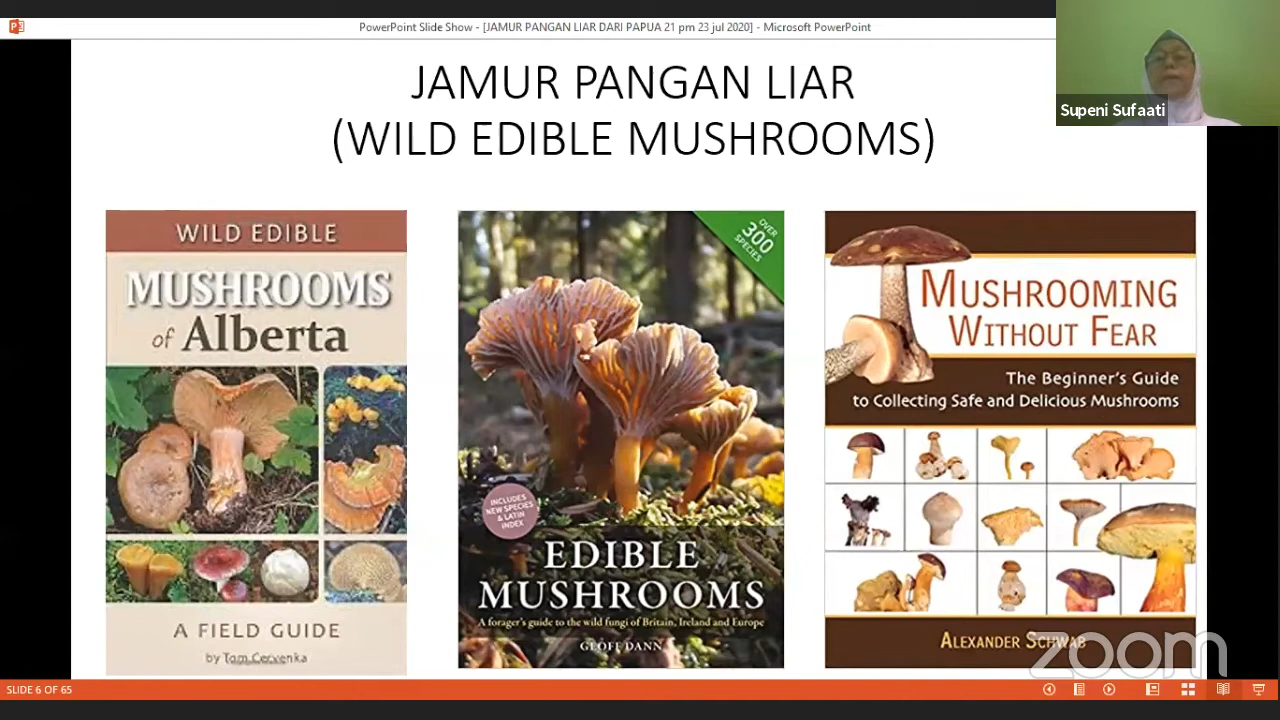 PowerPoint Slide Show - [JAMUR PANGAN LIAR DARI PAPUA 21 pm 23 jul 2020] - Microsoft PowerPoint
Supeni Sufaati
JAMUR PANGAN LIAR
(WILD EDIBLE MUSHROOMS)
WILD EDIBLE
MUSHROOMS
of Alberta
A FIELD GUIDE
by Tom Cervenka
OVER
300
SPECIES
INCLUDES
NEW SPECIES
& LATIN
INDEX
EDIBLE
MUSHROOMS
A forager's guide to the wild fungi of Britain, Ireland and Europe
GEOFF DANN
MUSHROOMING
WITHOUT FEAR
The Beginner's Guide
to Collecting Safe and Delicious Mushrooms
ALEXANDER SCHWAB
zoom
SLIDE 6 OF 65